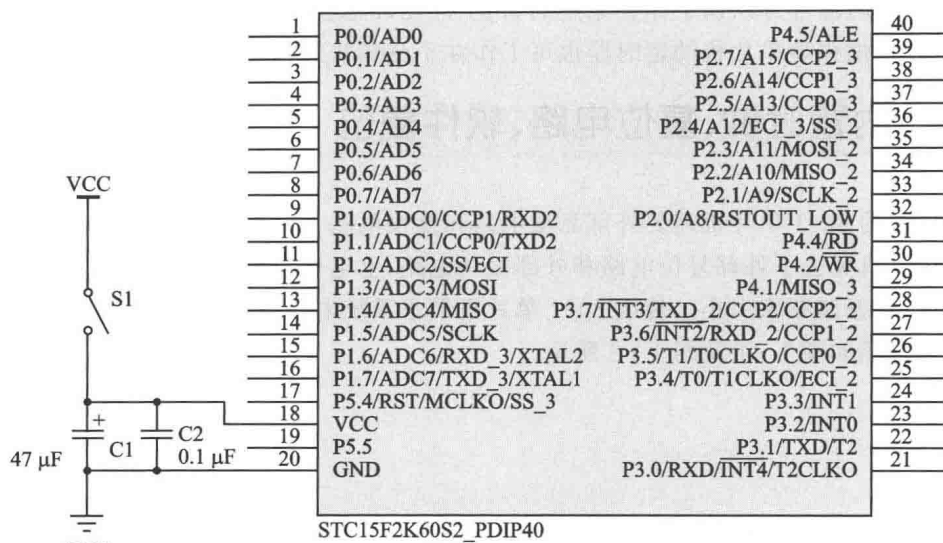 1 P0.0/AD0 P4.5/ALE 40
2 P0.1/AD1 P2.7/A15/CCP2_3 39
3 P0.2/AD2 P2.6/A14/CCP1_3 38
4 P0.3/AD3 P2.5/A13/CCP0_3 37
5 P0.4/AD4 P2.4/A12/ECI_3/SS_2 36
6 P0.5/AD5 P2.3/A11/MOSI_2 35
7 P0.6/AD6 P2.2/A10/MISO_2 34
VCC
8 P0.7/AD7 P2.1/A9/SCLK_2 33
9 P1.0/ADC0/CCP1/RXD2 P2.0/A8/RSTOUT_LOW 32
10 P1.1/ADC1/CCP0/TXD2 P4.4/RD 31
11 P1.2/ADC2/SS/ECI P4.2/WR 30
12 P1.3/ADC3/MOSI P4.1/MISO_3 29
S1
13 P1.4/ADC4/MISO P3.7/INT3/TXD_2/CCP2/CCP2_2 28
14 P1.5/ADC5/SCLK P3.6/INT2/RXD_2/CCP1_2 27
15 P1.6/ADC6/RXD_3/XTAL2 P3.5/T1/T0CLKO/CCP0_2 26
16 P1.7/ADC7/TXD_3/XTAL1 P3.4/T0/T1CLKO/ECI_2 25
17 P5.4/RST/MCLKO/SS_3 P3.3/INT1 24
18 VCC P3.2/INT0 23
+ C1 C2
19 P5.5 P3.1/TXD/T2 22
47 μF 0.1 μF
20 GND P3.0/RXD/INT4/T2CLKO 21
STC15F2K60S2_PDIP40